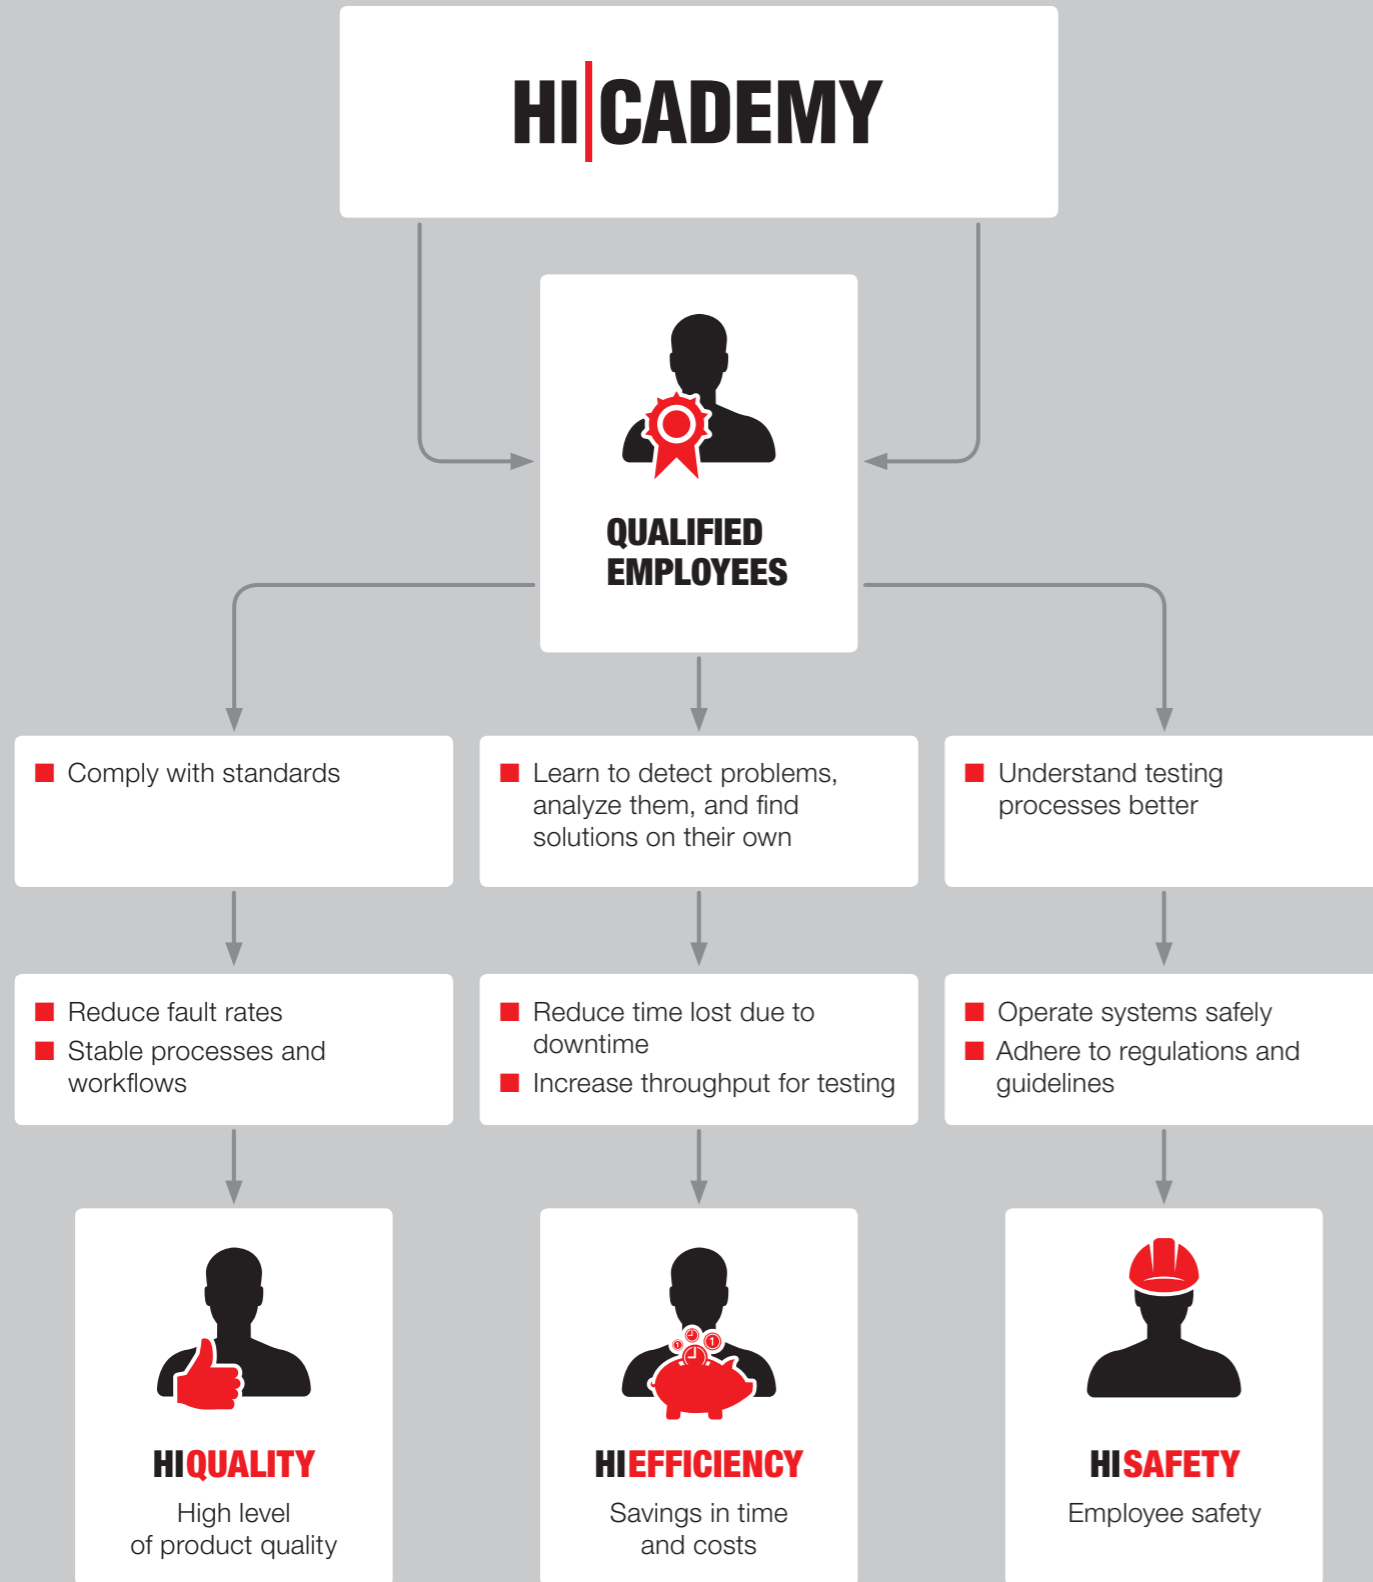 HI|CADEMY
QUALIFIED
EMPLOYEES
Comply with standards
Learn to detect problems,
analyze them, and find
solutions on their own
Understand testing
processes better
Reduce fault rates
Stable processes and
workflows
Reduce time lost due to
downtime
Increase throughput for testing
Operate systems safely
Adhere to regulations and
guidelines
HIQUALITY
High level
of product quality
1
1
HIEFFICIENCY
Savings in time
and costs
HISAFETY
Employee safety